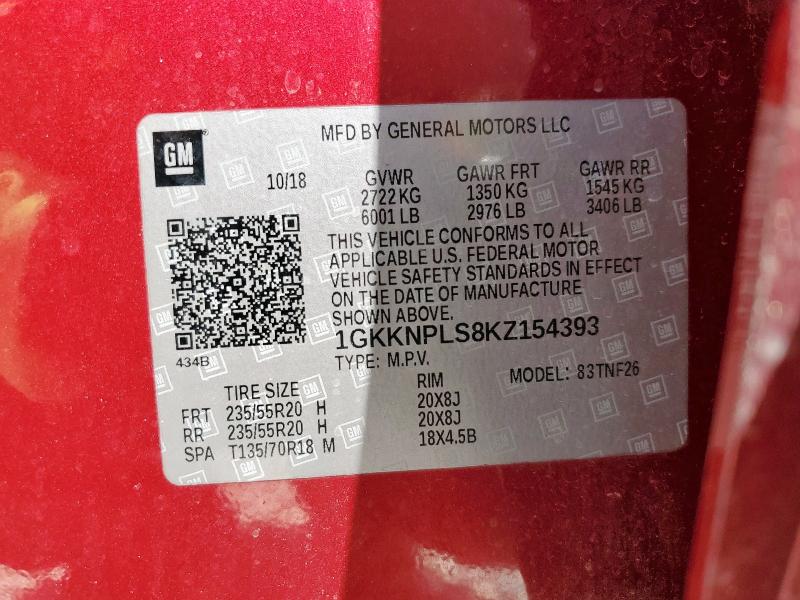 MFD BY GENERAL MOTORS LLC
GM
10/18 GVWR GAWR FRT GAWR RR
2722 KG 1350 KG 1545 KG
6001 LB 2976 LB 3406 LB
THIS VEHICLE CONFORMS TO ALL
APPLICABLE U.S. FEDERAL MOTOR
VEHICLE SAFETY STANDARDS IN EFFECT
ON THE DATE OF MANUFACTURE
SHOWN ABOVE.
1GKKNPLS8KZ154393
434B
TYPE: M.P.V. MODEL: 83TNF26
TIRE SIZE RIM
FRT 235/55R20 H 20X8J
RR 235/55R20 H 20X8J
SPA T135/70R18 M 18X4.5B